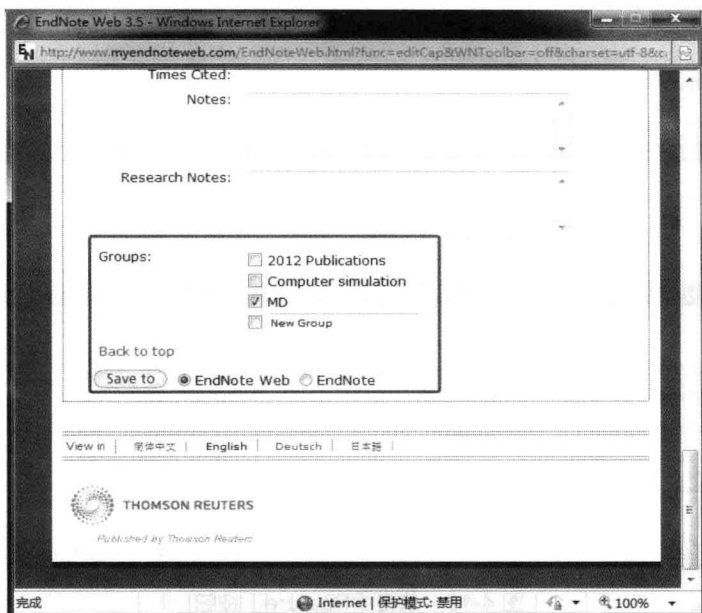 EndNote Web 3.5 - Windows Internet Explorer
EN http://www.myendnoteweb.com/EndNoteWeb.html?func=editCap&WNToolbar=off&charset=utf-8&c
Times Cited:
Notes:
Research Notes:
Groups:
2012 Publications
Computer simulation
MD
New Group
Back to top
Save to EndNote Web EndNote
View in | 简体中文 | English | Deutsch | 日本語 |
THOMSON REUTERS
Published by Thomson Reuters
完成 Internet | 保护模式: 禁用 100%